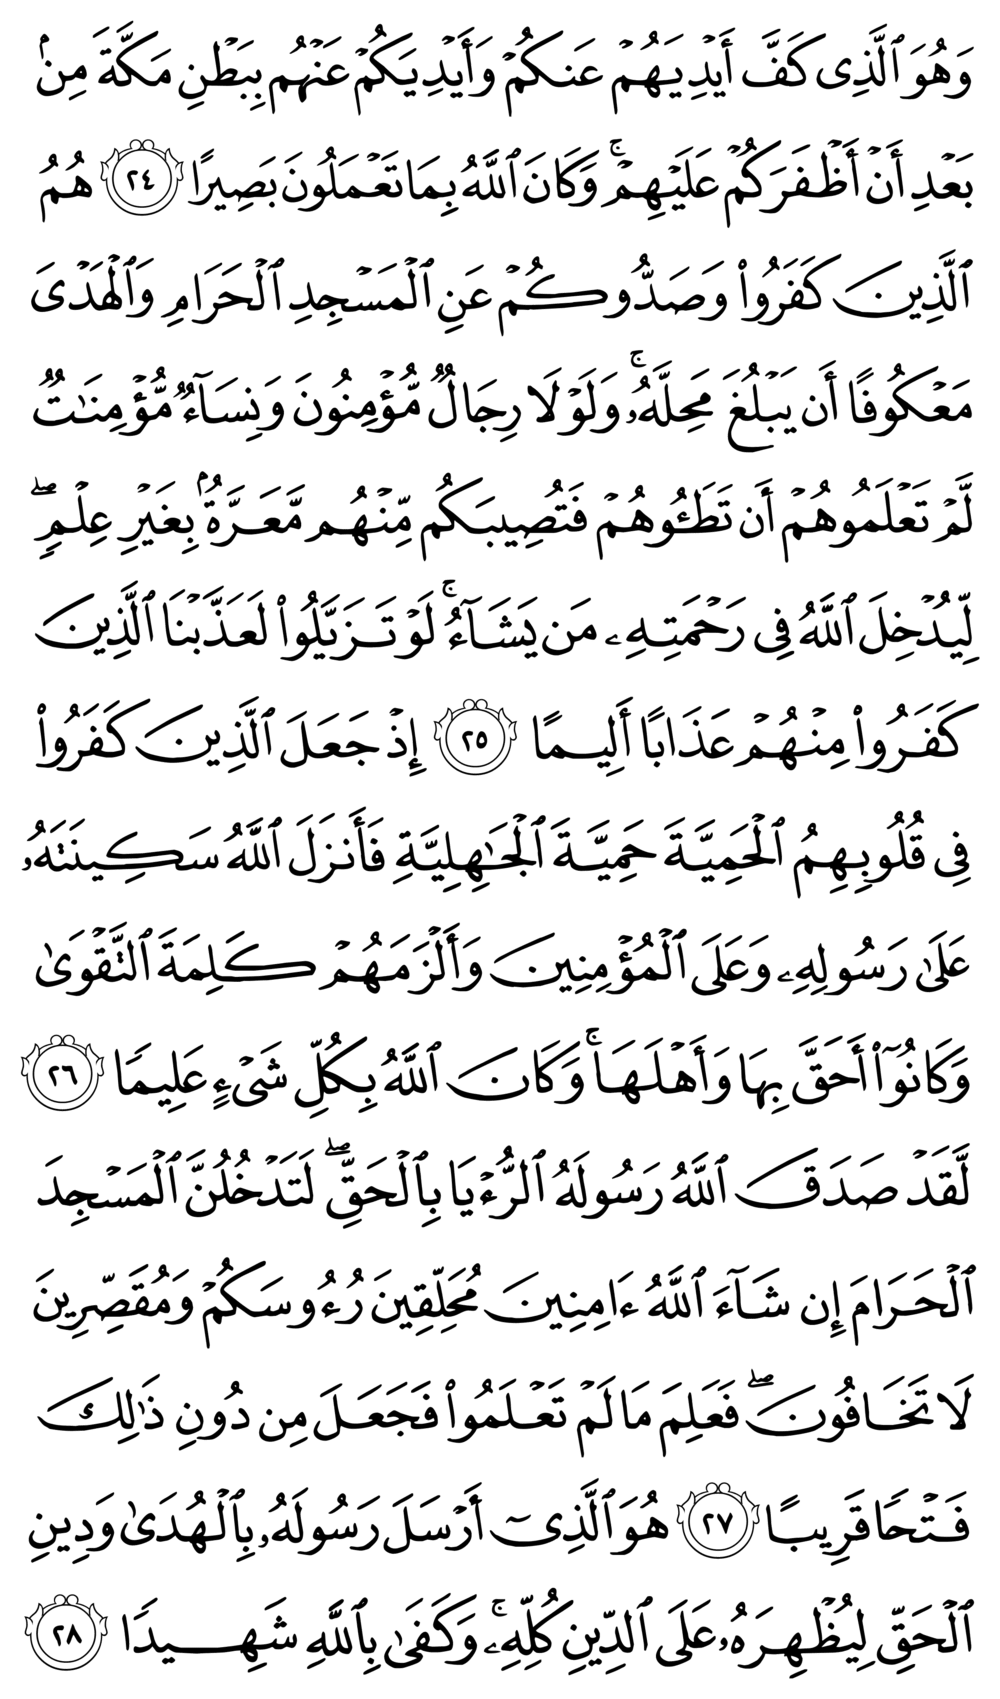 وَهُوَ ٱلَّذِى كَفَّ أَيْدِيَهُمْ عَنكُمْ وَأَيْدِيَكُمْ عَنْهُم بِبَطْنِ مَكَّةَ مِنۢ
بَعْدِ أَنْ أَظْفَرَكُمْ عَلَيْهِمْ ۚ وَكَانَ ٱللَّهُ بِمَا تَعْمَلُونَ بَصِيرًا ٢٤ هُمُ
ٱلَّذِينَ كَفَرُوا۟ وَصَدُّوكُمْ عَنِ ٱلْمَسْجِدِ ٱلْحَرَامِ وَٱلْهَدْىَ
مَعْكُوفًا أَن يَبْلُغَ مَحِلَّهُۥ ۚ وَلَوْلَا رِجَالٌ مُّؤْمِنُونَ وَنِسَآءٌ مُّؤْمِنَـٰتٌ
لَّمْ تَعْلَمُوهُمْ أَن تَطَـُٔوهُمْ فَتُصِيبَكُم مِّنْهُم مَّعَرَّةٌۢ بِغَيْرِ عِلْمٍ ۖ
لِّيُدْخِلَ ٱللَّهُ فِى رَحْمَتِهِۦ مَن يَشَآءُ ۚ لَوْ تَزَيَّلُوا۟ لَعَذَّبْنَا ٱلَّذِينَ
كَفَرُوا۟ مِنْهُمْ عَذَابًا أَلِيمًا ٢٥ إِذْ جَعَلَ ٱلَّذِينَ كَفَرُوا۟
فِى قُلُوبِهِمُ ٱلْحَمِيَّةَ حَمِيَّةَ ٱلْجَـٰهِلِيَّةِ فَأَنزَلَ ٱللَّهُ سَكِينَتَهُۥ
عَلَىٰ رَسُولِهِۦ وَعَلَى ٱلْمُؤْمِنِينَ وَأَلْزَمَهُمْ كَلِمَةَ ٱلتَّقْوَىٰ
وَكَانُوٓا۟ أَحَقَّ بِهَا وَأَهْلَهَا ۚ وَكَانَ ٱللَّهُ بِكُلِّ شَىْءٍ عَلِيمًا ٢٦
لَّقَدْ صَدَقَ ٱللَّهُ رَسُولَهُ ٱلرُّءْيَا بِٱلْحَقِّ ۖ لَتَدْخُلُنَّ ٱلْمَسْجِدَ
ٱلْحَرَامَ إِن شَآءَ ٱللَّهُ ءَامِنِينَ مُحَلِّقِينَ رُءُوسَكُمْ وَمُقَصِّرِينَ
لَا تَخَافُونَ ۖ فَعَلِمَ مَا لَمْ تَعْلَمُوا۟ فَجَعَلَ مِن دُونِ ذَٰلِكَ
فَتْحًا قَرِيبًا ٢٧ هُوَ ٱلَّذِىٓ أَرْسَلَ رَسُولَهُۥ بِٱلْهُدَىٰ وَدِينِ
ٱلْحَقِّ لِيُظْهِرَهُۥ عَلَى ٱلدِّينِ كُلِّهِۦ ۚ وَكَفَىٰ بِٱللَّهِ شَهِيدًا ٢٨